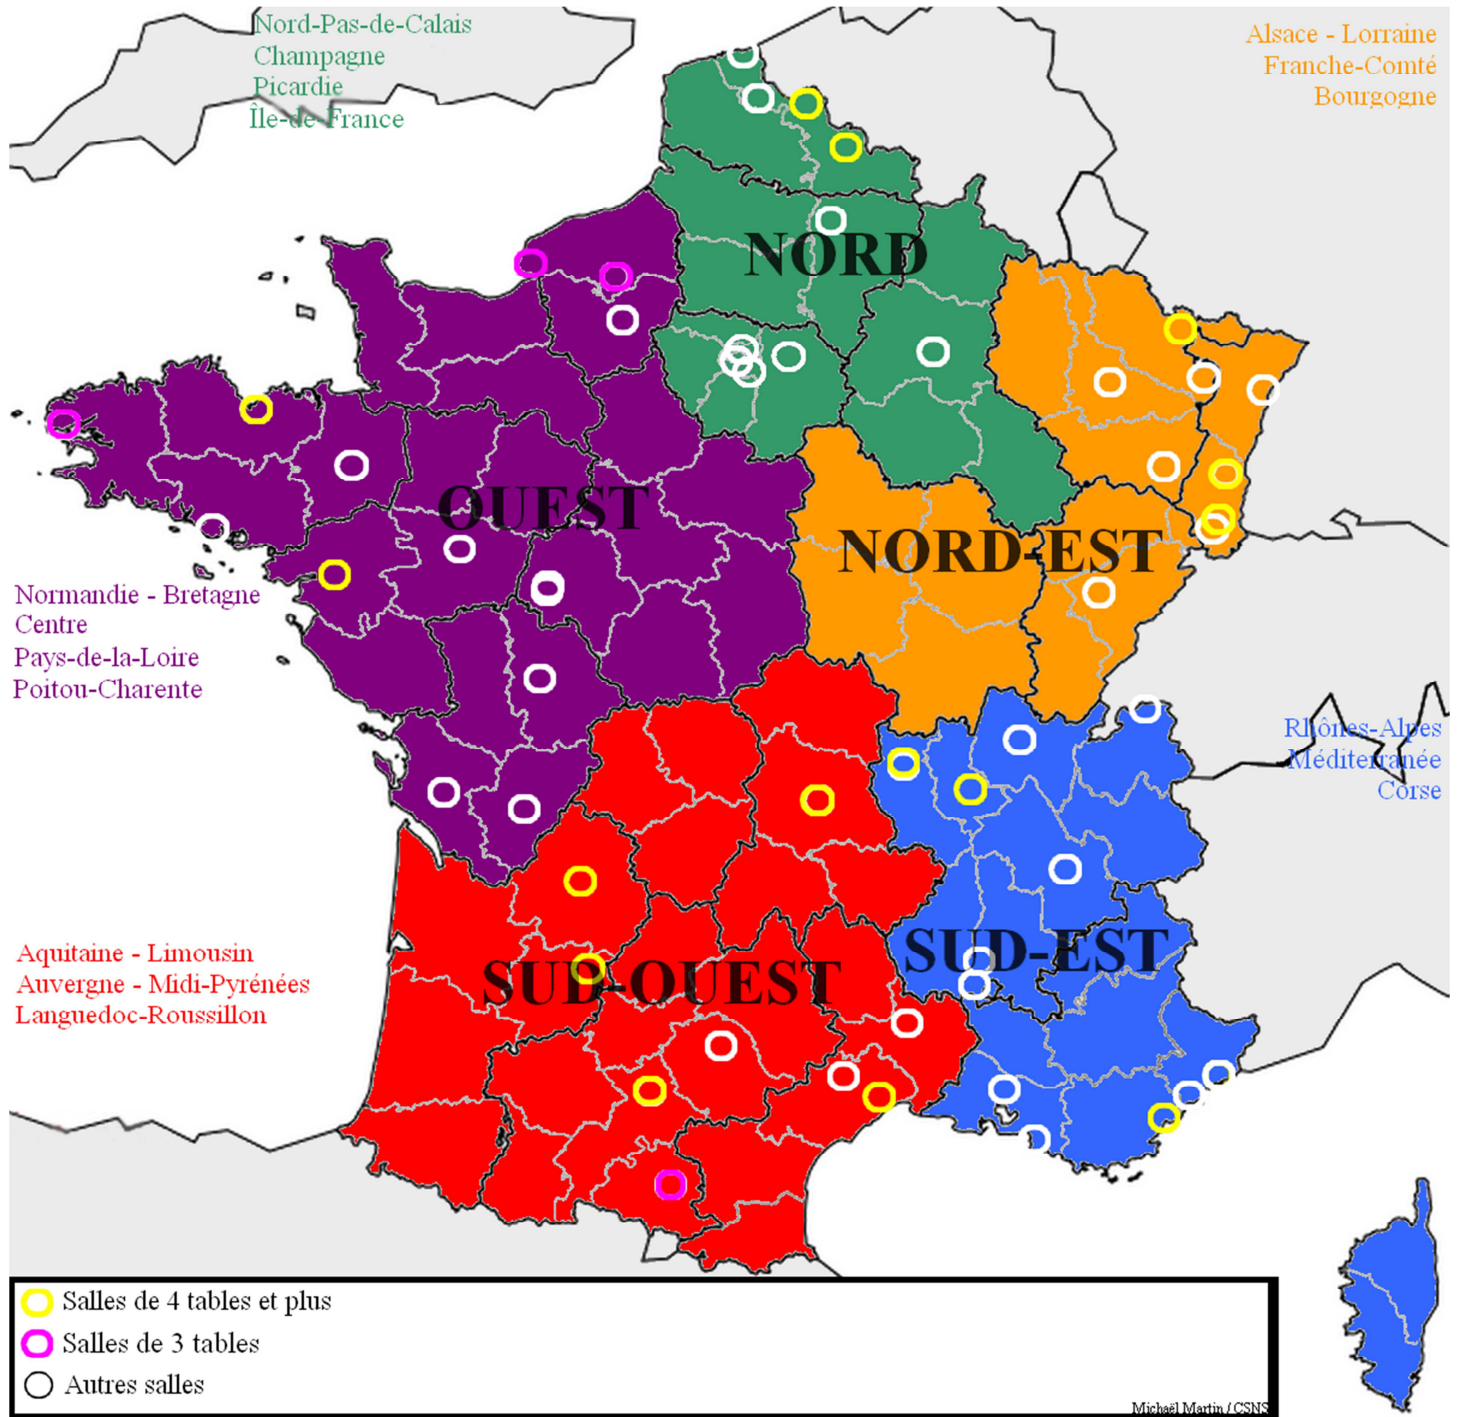 Nord-Pas-de-Calais
Champagne
Picardie
Île-de-France
Alsace - Lorraine
Franche-Comté
Bourgogne
NORD
OUEST
NORD-EST
Normandie - Bretagne
Centre
Pays-de-la-Loire
Poitou-Charente
Rhônes-Alpes
Méditerranée
Corse
SUD-EST
SUD-OUEST
Aquitaine - Limousin
Auvergne - Midi-Pyrénées
Languedoc-Roussillon
Salles de 4 tables et plus
Salles de 3 tables
Autres salles
Michaël Martin / CSNS